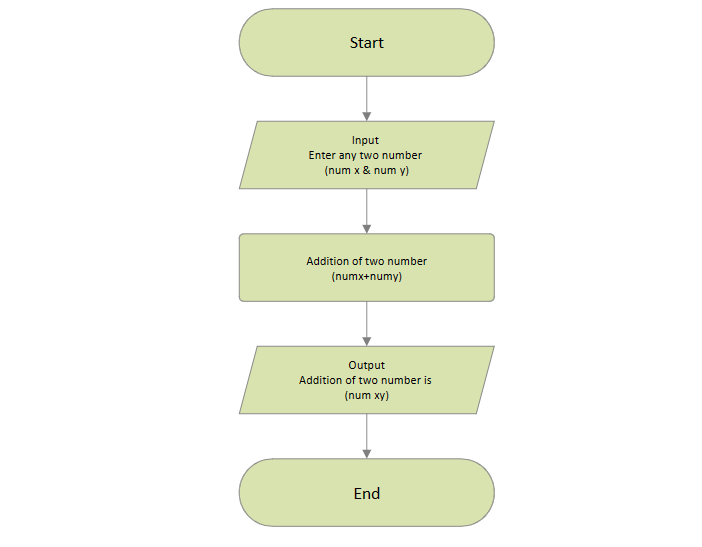 Start
Input
Enter any two number
(num x & num y)
Addition of two number
(numx+numy)
Output
Addition of two number is
(num xy)
End